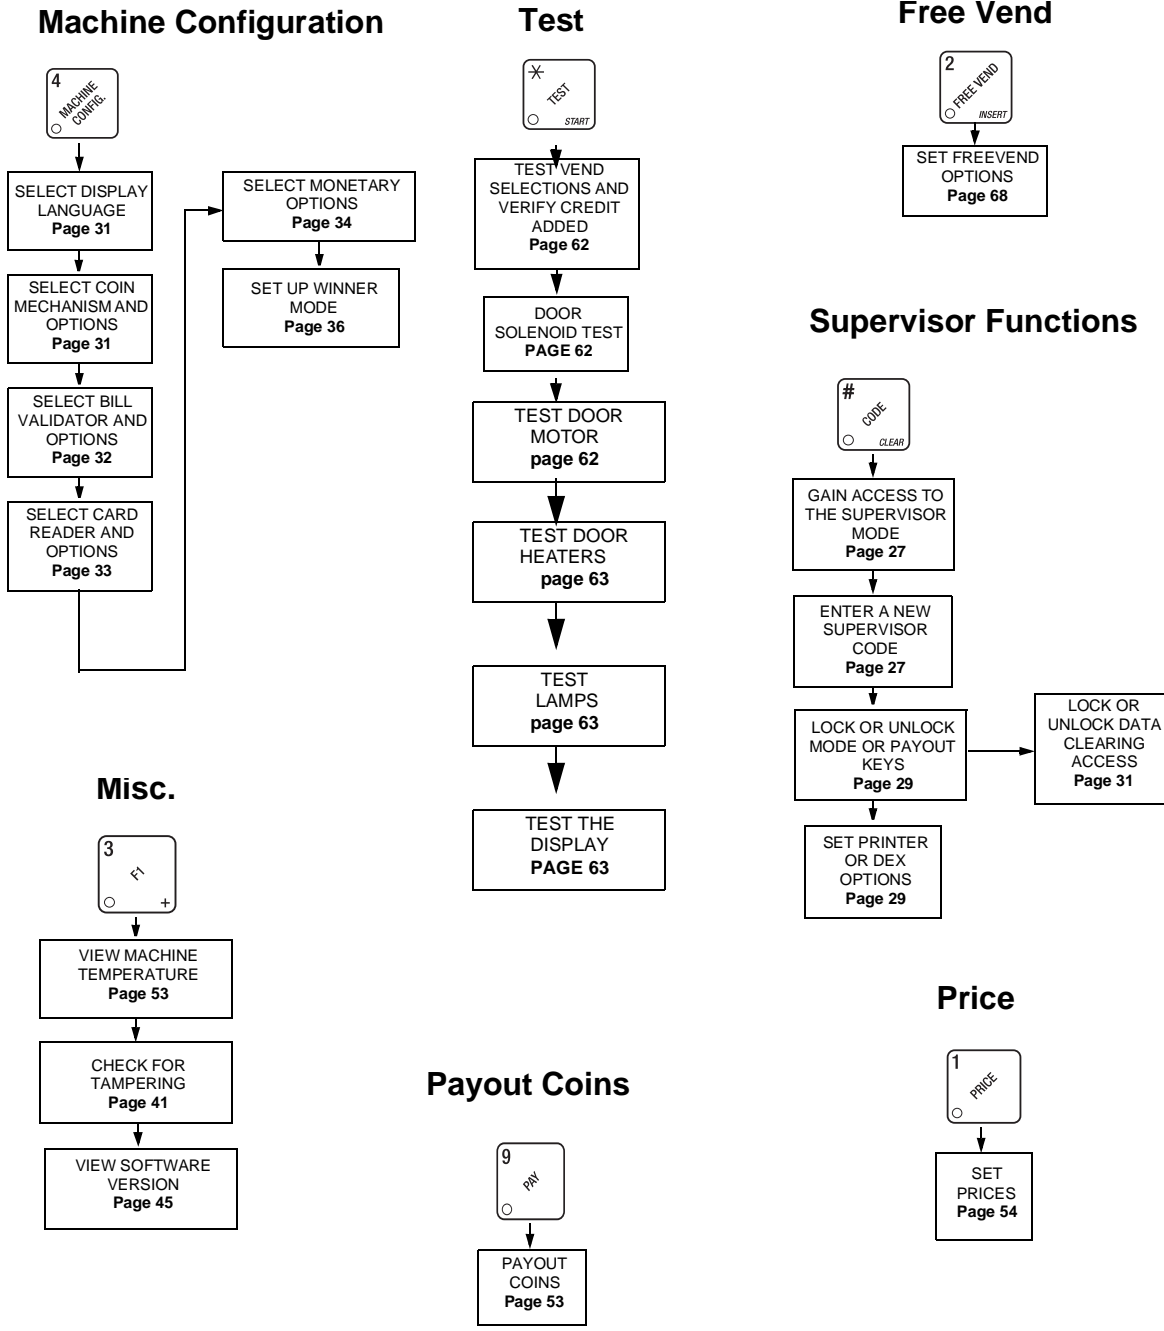 Machine Configuration
4
MACHINE
CONFIG.
SELECT DISPLAY
LANGUAGE
Page 31
SELECT COIN
MECHANISM AND
OPTIONS
Page 31
SELECT BILL
VALIDATOR AND
OPTIONS
Page 32
SELECT CARD
READER AND
OPTIONS
Page 33
SELECT MONETARY
OPTIONS
Page 34
SET UP WINNER
MODE
Page 36
Test
*
TEST
START
TEST VEND
SELECTIONS AND
VERIFY CREDIT
ADDED
Page 62
DOOR
SOLENOID TEST
PAGE 62
TEST DOOR
MOTOR
page 62
TEST DOOR
HEATERS
page 63
TEST
LAMPS
page 63
TEST THE
DISPLAY
PAGE 63
Free Vend
2
FREE VEND
INSERT
SET FREEVEND
OPTIONS
Page 68
Supervisor Functions
#
CODE
CLEAR
GAIN ACCESS TO
THE SUPERVISOR
MODE
Page 27
ENTER A NEW
SUPERVISOR
CODE
Page 27
LOCK OR UNLOCK
MODE OR PAYOUT
KEYS
Page 29
LOCK OR
UNLOCK DATA
CLEARING
ACCESS
Page 31
SET PRINTER
OR DEX
OPTIONS
Page 29
Misc.
3
F1
+
VIEW MACHINE
TEMPERATURE
Page 53
CHECK FOR
TAMPERING
Page 41
VIEW SOFTWARE
VERSION
Page 45
Payout Coins
9
PAY
PAYOUT
COINS
Page 53
Price
1
PRICE
SET
PRICES
Page 54